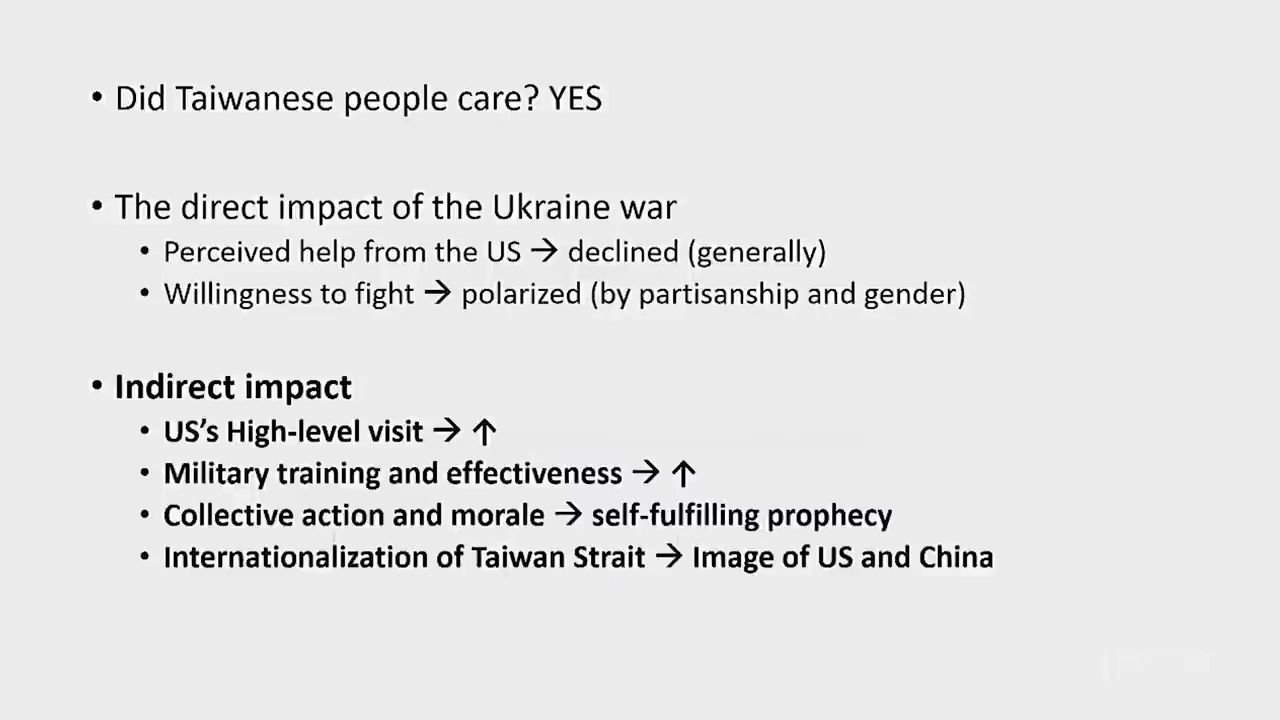 • Did Taiwanese people care? YES
• The direct impact of the Ukraine war
• Perceived help from the US → declined (generally)
• Willingness to fight → polarized (by partisanship and gender)
• Indirect impact
• US’s High-level visit → ↑
• Military training and effectiveness → ↑
• Collective action and morale → self-fulfilling prophecy
• Internationalization of Taiwan Strait → Image of US and China